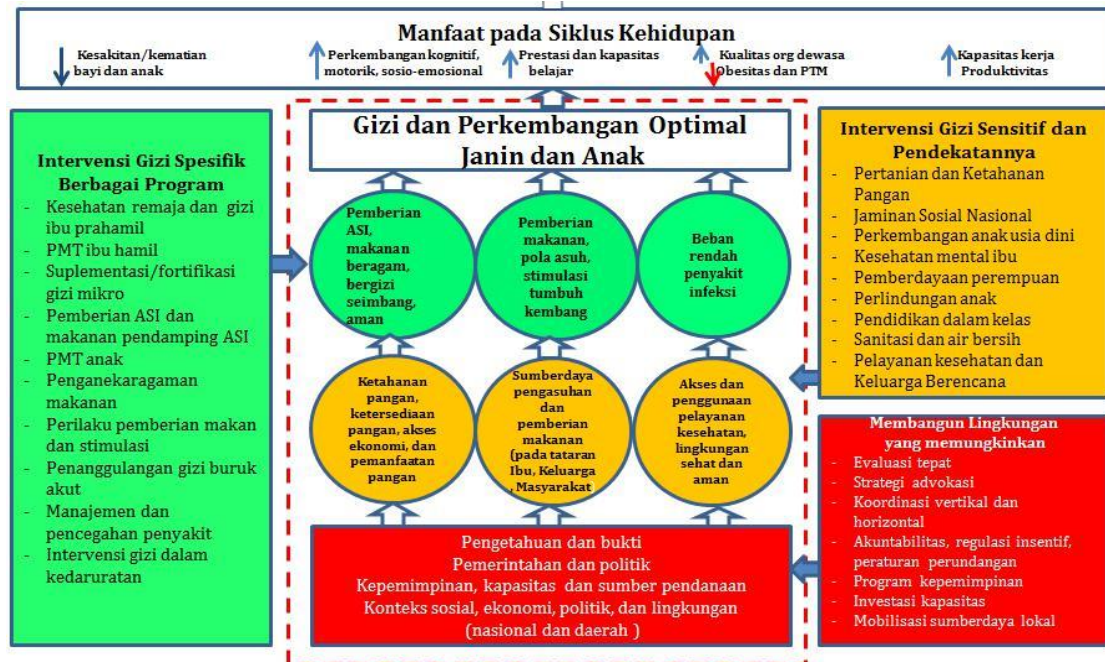 Manfaat pada Siklus Kehidupan
Kesakitan/kematian
bayi dan anak
Perkembangan kognitif,
motorik, sosio-emosional
Prestasi dan kapasitas
belajar
Kualitas org dewasa
Obesitas dan PTM
Kapasitas kerja
Produktivitas
Intervensi Gizi Spesifik
Berbagai Program
- Kesehatan remaja dan gizi
ibu prahamil
- PMT ibu hamil
- Suplementasi/fortifikasi
gizi mikro
- Pemberian ASI dan
makanan pendamping ASI
- PMT anak
- Penganekaragaman
makanan
- Perilaku pemberian makan
dan stimulasi
- Penanggulangan gizi buruk
akut
- Manajemen dan
pencegahan penyakit
- Intervensi gizi dalam
kedaruratan
Gizi dan Perkembangan Optimal
Janin dan Anak
Pemberian
ASI,
makanan
beragam,
bergizi
seimbang,
aman
Pemberian
makanan,
pola asuh,
stimulasi
tumbuh
kembang
Beban
rendah
penyakit
infeksi
Ketahanan
pangan,
ketersediaan
pangan, akses
ekonomi, dan
pemanfaatan
pangan
Sumberdaya
pengasuhan
dan
pemberian
makanan
(pada tataran
Ibu, Keluarga
, Masyarakat)
Akses dan
penggunaan
pelayanan
kesehatan,
lingkungan
sehat dan
aman
Pengetahuan dan bukti
Pemerintahan dan politik
Kepemimpinan, kapasitas dan sumber pendanaan
Konteks sosial, ekonomi, politik, dan lingkungan
(nasional dan daerah )
Intervensi Gizi Sensitif dan
Pendekatannya
- Pertanian dan Ketahanan
Pangan
- Jaminan Sosial Nasional
- Perkembangan anak usia dini
- Kesehatan mental ibu
- Pemberdayaan perempuan
- Perlindungan anak
- Pendidikan dalam kelas
- Sanitasi dan air bersih
- Pelayanan kesehatan dan
Keluarga Berencana
Membangun Lingkungan
yang memungkinkan
- Evaluasi tepat
- Strategi advokasi
- Koordinasi vertikal dan
horizontal
- Akuntabilitas, regulasi insentif,
peraturan perundangan
- Program kepemimpinan
- Investasi kapasitas
- Mobilisasi sumberdaya lokal